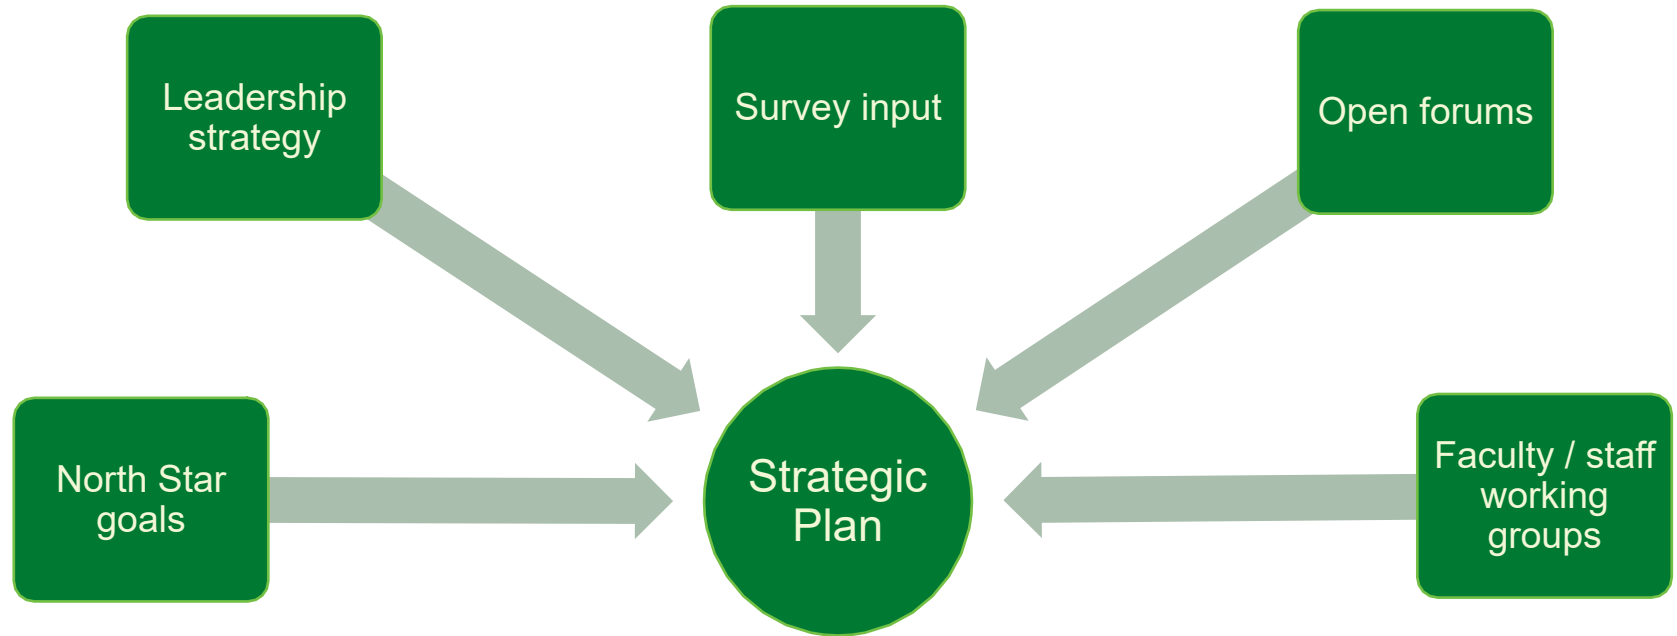 Leadership
strategy
Survey input
Open forums
North Star
goals
Strategic
Plan
Faculty / staff
working
groups